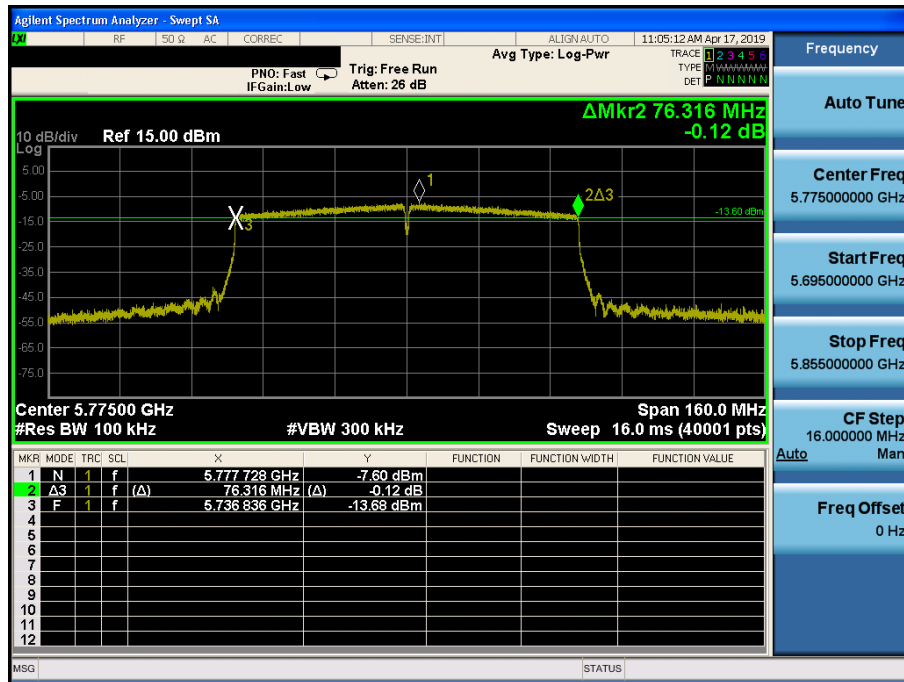 Agilent Spectrum Analyzer - Swept SA
LXI RF 50 Ω AC CORREC SENSE:INT ALIGN AUTO 11:05:12 AM Apr 17, 2019
Avg Type: Log-Pwr
TRACE 1 2 3 4 5 6
TYPE M WWWWW
DET P N N N N N
PNO: Fast
IFGain:Low
Trig: Free Run
Atten: 26 dB
ΔMkr2 76.316 MHz
-0.12 dB
10 dB/div Ref 15.00 dBm
Log
5.00
-5.00
-15.0
-25.0
-35.0
-45.0
-55.0
-65.0
-75.0
1
2Δ3
3
-13.60 dBm
Center 5.77500 GHz Span 160.0 MHz
#Res BW 100 kHz #VBW 300 kHz Sweep 16.0 ms (40001 pts)
MKR MODE TRC SCL X Y FUNCTION FUNCTION WIDTH FUNCTION VALUE
1 N 1 f 5.777 728 GHz -7.60 dBm
2 Δ3 1 f (Δ) 76.316 MHz (Δ) -0.12 dB
3 F 1 f 5.736 836 GHz -13.68 dBm
4
5
6
7
8
9
10
11
12
MSG STATUS
Frequency
Auto Tune
Center Freq
5.775000000 GHz
Start Freq
5.695000000 GHz
Stop Freq
5.855000000 GHz
CF Step
16.000000 MHz
Auto Man
Freq Offset
0 Hz